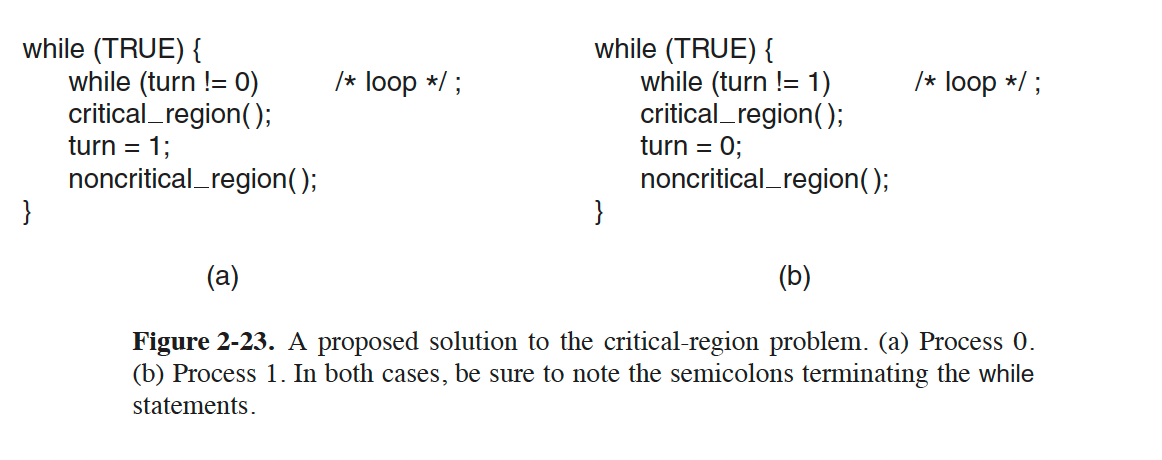 while (TRUE) {
while (turn != 0) /* loop */ ;
critical_region( );
turn = 1;
noncritical_region( );
}
(a)
while (TRUE) {
while (turn != 1) /* loop */ ;
critical_region( );
turn = 0;
noncritical_region( );
}
(b)
Figure 2-23. A proposed solution to the critical-region problem. (a) Process 0.
(b) Process 1. In both cases, be sure to note the semicolons terminating the while
statements.